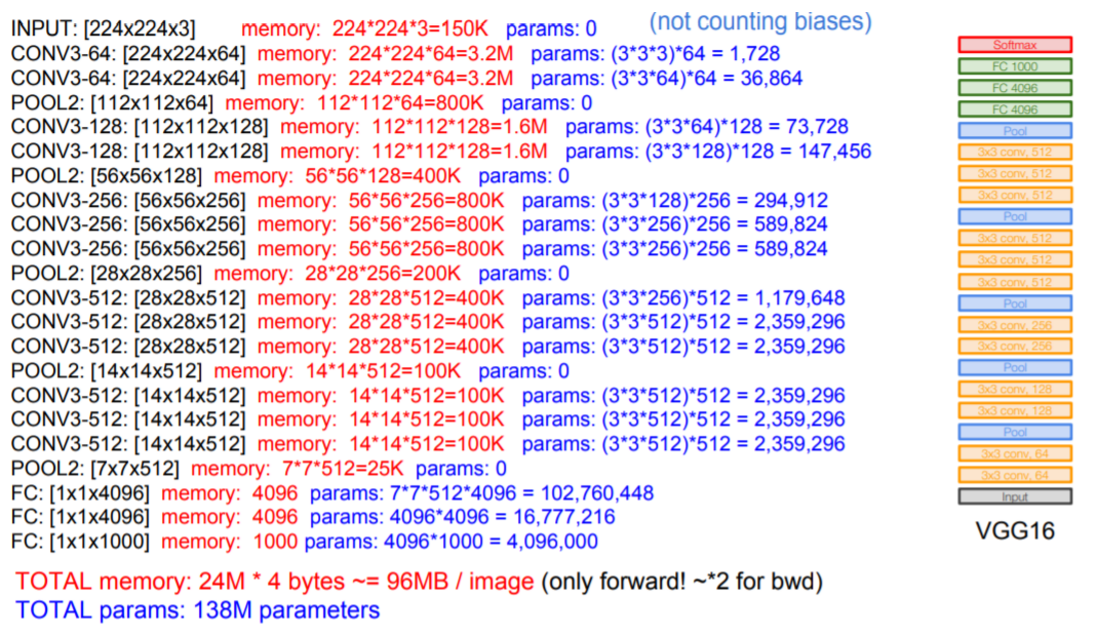 (not counting biases)
INPUT: [224x224x3] memory: 224*224*3=150K params: 0
CONV3-64: [224x224x64] memory: 224*224*64=3.2M params: (3*3*3)*64 = 1,728
CONV3-64: [224x224x64] memory: 224*224*64=3.2M params: (3*3*64)*64 = 36,864
POOL2: [112x112x64] memory: 112*112*64=800K params: 0
CONV3-128: [112x112x128] memory: 112*112*128=1.6M params: (3*3*64)*128 = 73,728
CONV3-128: [112x112x128] memory: 112*112*128=1.6M params: (3*3*128)*128 = 147,456
POOL2: [56x56x128] memory: 56*56*128=400K params: 0
CONV3-256: [56x56x256] memory: 56*56*256=800K params: (3*3*128)*256 = 294,912
CONV3-256: [56x56x256] memory: 56*56*256=800K params: (3*3*256)*256 = 589,824
CONV3-256: [56x56x256] memory: 56*56*256=800K params: (3*3*256)*256 = 589,824
POOL2: [28x28x256] memory: 28*28*256=200K params: 0
CONV3-512: [28x28x512] memory: 28*28*512=400K params: (3*3*256)*512 = 1,179,648
CONV3-512: [28x28x512] memory: 28*28*512=400K params: (3*3*512)*512 = 2,359,296
CONV3-512: [28x28x512] memory: 28*28*512=400K params: (3*3*512)*512 = 2,359,296
POOL2: [14x14x512] memory: 14*14*512=100K params: 0
CONV3-512: [14x14x512] memory: 14*14*512=100K params: (3*3*512)*512 = 2,359,296
CONV3-512: [14x14x512] memory: 14*14*512=100K params: (3*3*512)*512 = 2,359,296
CONV3-512: [14x14x512] memory: 14*14*512=100K params: (3*3*512)*512 = 2,359,296
POOL2: [7x7x512] memory: 7*7*512=25K params: 0
FC: [1x1x4096] memory: 4096 params: 7*7*512*4096 = 102,760,448
FC: [1x1x4096] memory: 4096 params: 4096*4096 = 16,777,216
FC: [1x1x1000] memory: 1000 params: 4096*1000 = 4,096,000
TOTAL memory: 24M * 4 bytes ~= 96MB / image (only forward! ~*2 for bwd)
TOTAL params: 138M parameters
Softmax
FC 1000
FC 4096
FC 4096
Pool
3x3 conv, 512
3x3 conv, 512
3x3 conv, 512
Pool
3x3 conv, 512
3x3 conv, 512
3x3 conv, 512
Pool
3x3 conv, 256
3x3 conv, 256
Pool
3x3 conv, 128
3x3 conv, 128
Pool
3x3 conv, 64
3x3 conv, 64
Input
VGG16